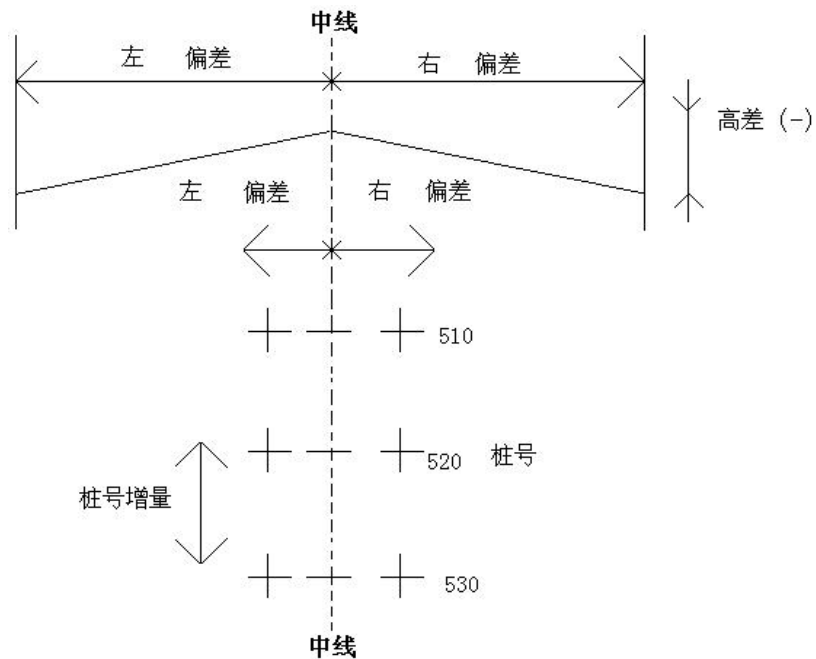 中线
左 偏差
右 偏差
高差 (-)
左 偏差
右 偏差
510
520 桩号
桩号增量
530
中线